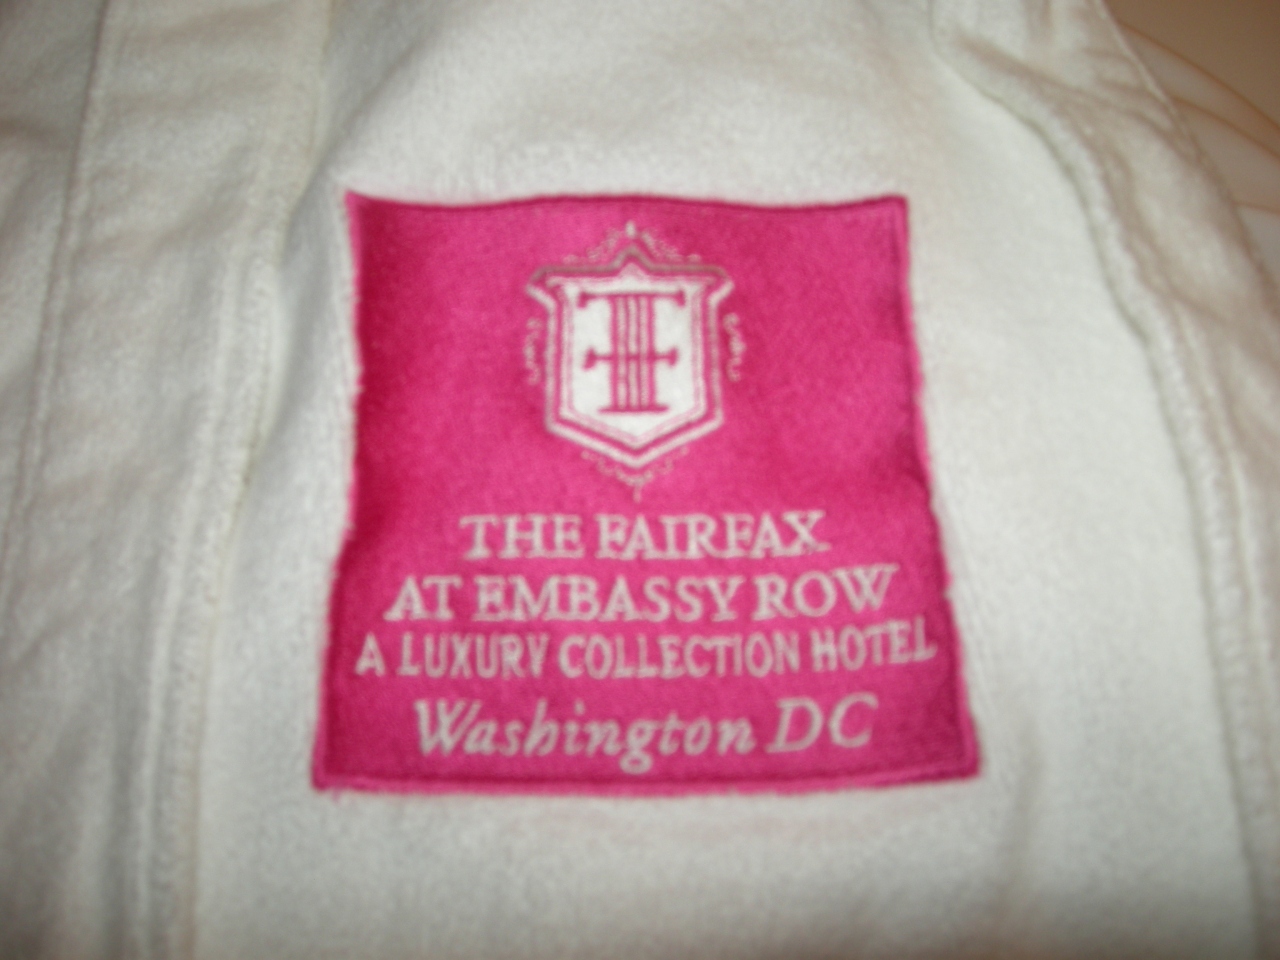 F
THE FAIRFAX
AT EMBASSY ROW
A LUXURY COLLECTION HOTEL
Washington DC